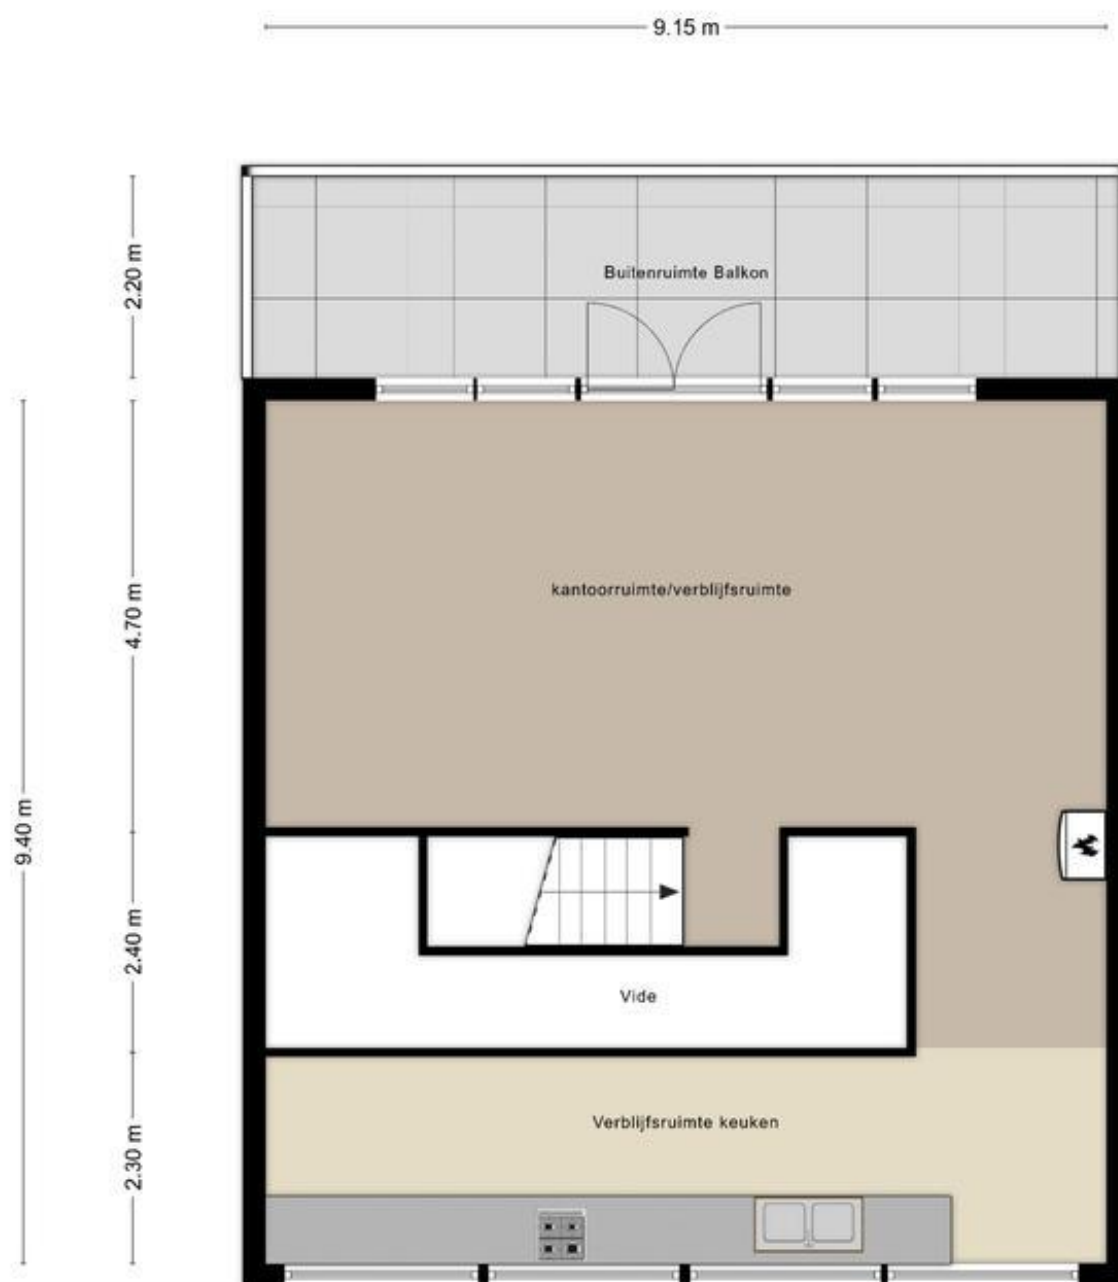 9.15 m
2.20 m
Buitenruimte Balkon
4.70 m
kantoorruimte/verblijfsruimte
9.40 m
2.40 m
Vide
2.30 m
Verblijfsruimte keuken